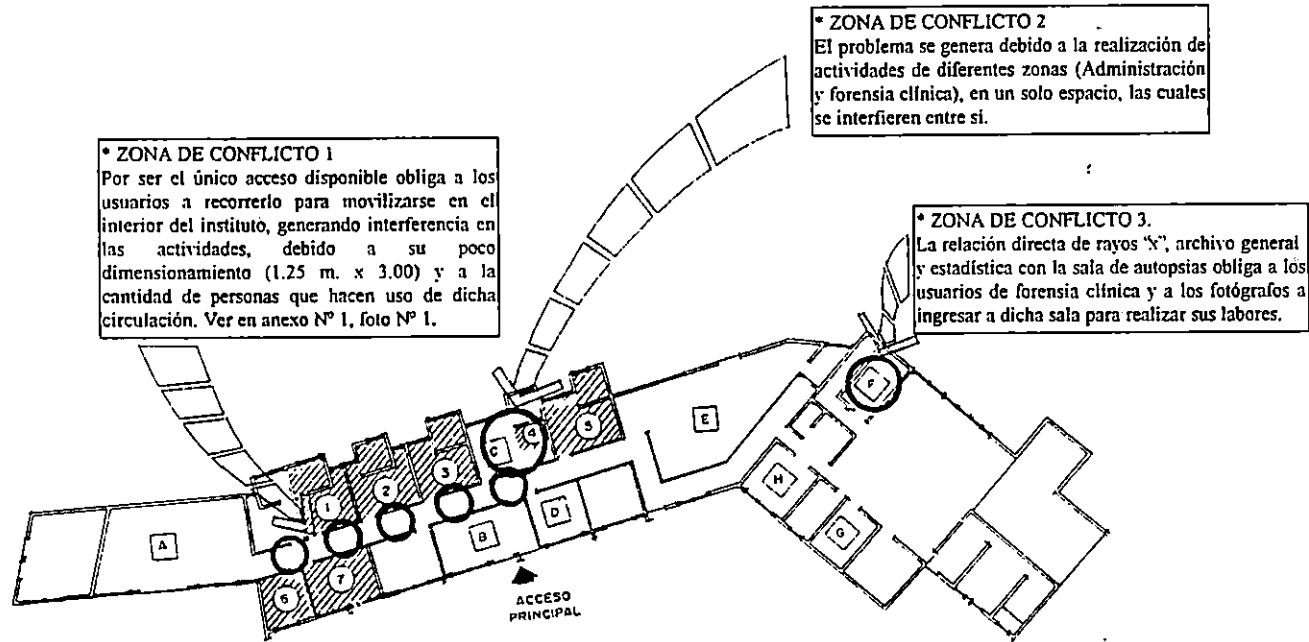 * ZONA DE CONFLICTO 2
El problema se genera debido a la realización de
actividades de diferentes zonas (Administración
y forensia clínica), en un solo espacio, las cuales
se interfieren entre sí.
* ZONA DE CONFLICTO 1
Por ser el único acceso disponible obliga a los
usuarios a recorrerlo para movilizarse en el
interior del instituto, generando interferencia en
las actividades, debido a su poco
dimensionamiento (1.25 m. x 3.00) y a la
cantidad de personas que hacen uso de dicha
circulación. Ver en anexo Nº 1, foto Nº 1.
* ZONA DE CONFLICTO 3.
La relación directa de rayos "x", archivo general
y estadística con la sala de autopsias obliga a los
usuarios de forensia clínica y a los fotógrafos a
ingresar a dicha sala para realizar sus labores.
F
4
5
E
C
3
2
1
H
D
B
A
G
7
6
ACCESO
PRINCIPAL